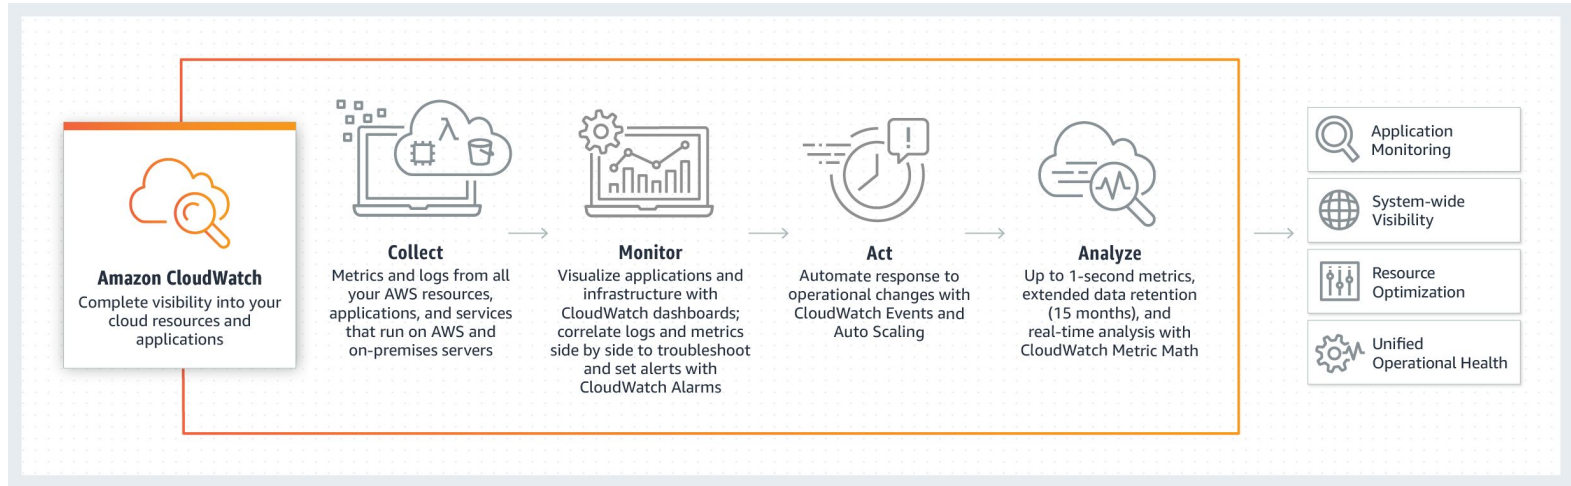 Amazon CloudWatch
Complete visibility into your
cloud resources and
applications
Collect
Metrics and logs from all
your AWS resources,
applications, and services
that run on AWS and
on-premises servers
Monitor
Visualize applications and
infrastructure with
CloudWatch dashboards;
correlate logs and metrics
side by side to troubleshoot
and set alerts with
CloudWatch Alarms
Act
Automate response to
operational changes with
CloudWatch Events and
Auto Scaling
Analyze
Up to 1-second metrics,
extended data retention
(15 months), and
real-time analysis with
CloudWatch Metric Math
Application
Monitoring
System-wide
Visibility
Resource
Optimization
Unified
Operational Health